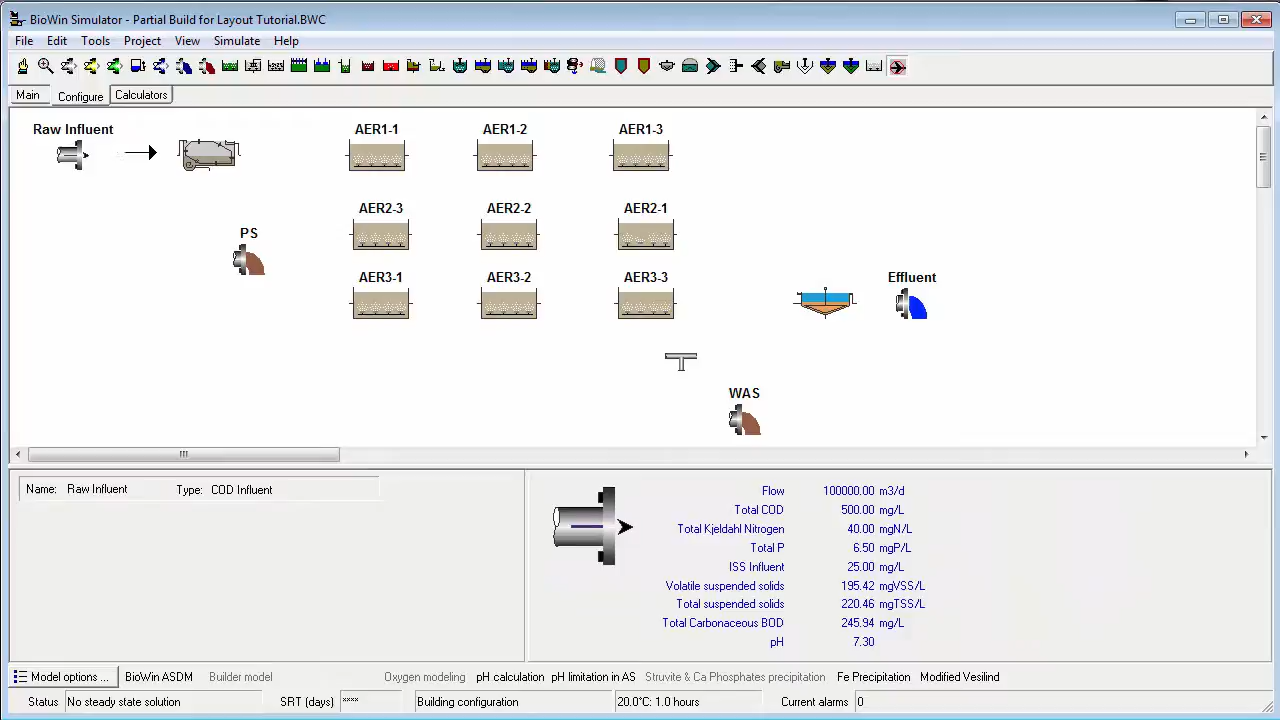 BioWin Simulator - Partial Build for Layout Tutorial.BWC
File Edit Tools Project View Simulate Help
Main Configure Calculators
Raw Influent AER1-1 AER1-2 AER1-3
AER2-3 AER2-2 AER2-1
PS
AER3-1 AER3-2 AER3-3 Effluent
WAS
Name: Raw Influent Type: COD Influent
Flow 100000.00 m3/d
Total COD 500.00 mg/L
Total Kjeldahl Nitrogen 40.00 mgN/L
Total P 6.50 mgP/L
ISS Influent 25.00 mg/L
Volatile suspended solids 195.42 mgVSS/L
Total suspended solids 220.46 mgTSS/L
Total Carbonaceous BOD 245.94 mg/L
pH 7.30
Model options ... BioWin ASDM Builder model Oxygen modeling pH calculation pH limitation in AS Struvite & Ca Phosphates precipitation Fe Precipitation Modified Vesilind
Status No steady state solution SRT (days) **** Building configuration 20.0°C: 1.0 hours Current alarms 0